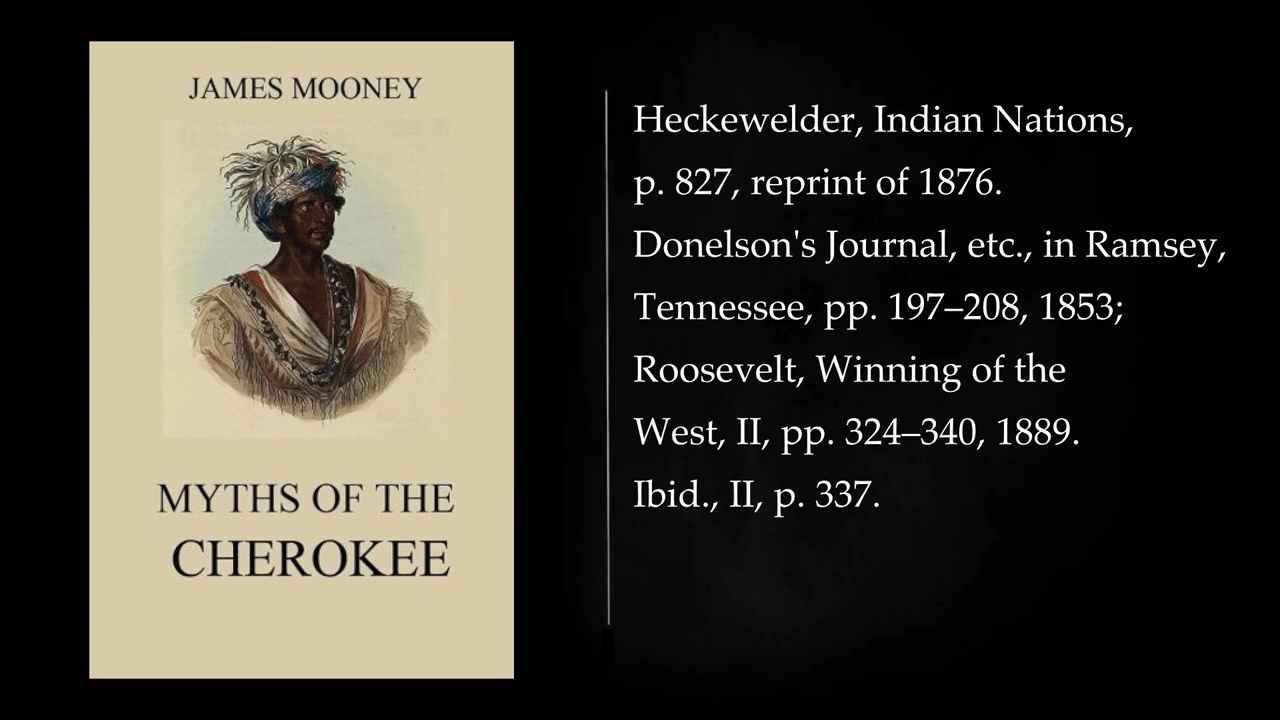 JAMES MOONEY
MYTHS OF THE
CHEROKEE
Heckewelder, Indian Nations,
p. 827, reprint of 1876.
Donelson's Journal, etc., in Ramsey,
Tennessee, pp. 197–208, 1853;
Roosevelt, Winning of the
West, II, pp. 324–340, 1889.
Ibid., II, p. 337.